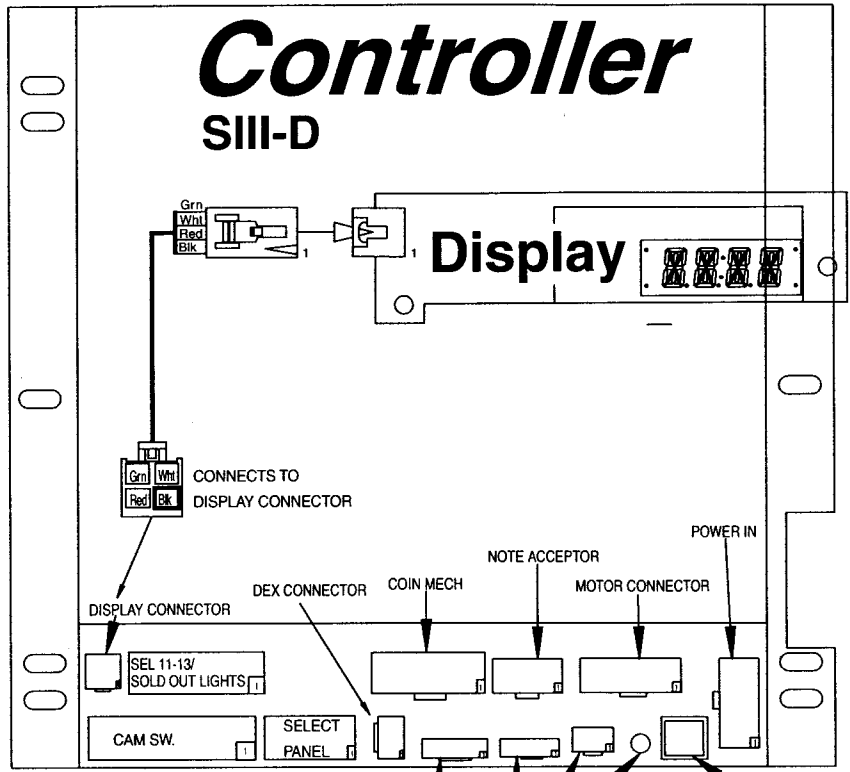 Controller
SIII-D
Grn
Wht
Red
Blk
1
1
Display
Grn Wht
Red Blk
CONNECTS TO
DISPLAY CONNECTOR
POWER IN
NOTE ACCEPTOR
COIN MECH
MOTOR CONNECTOR
DEX CONNECTOR
DISPLAY CONNECTOR
SEL 11-13/
SOLD OUT LIGHTS 1
1
1
1
CAM SW. 1
SELECT
PANEL
1